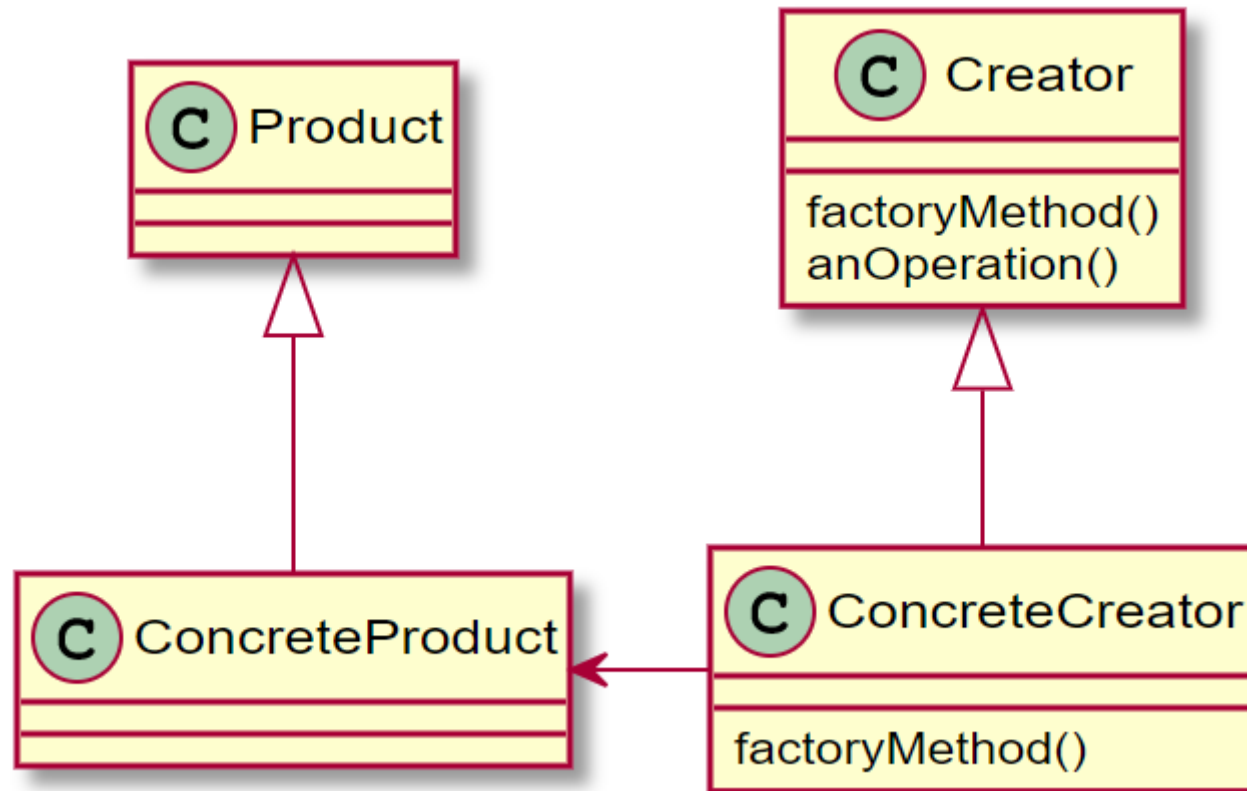 C Product
C Creator
factoryMethod()
anOperation()
C ConcreteProduct
C ConcreteCreator
factoryMethod()